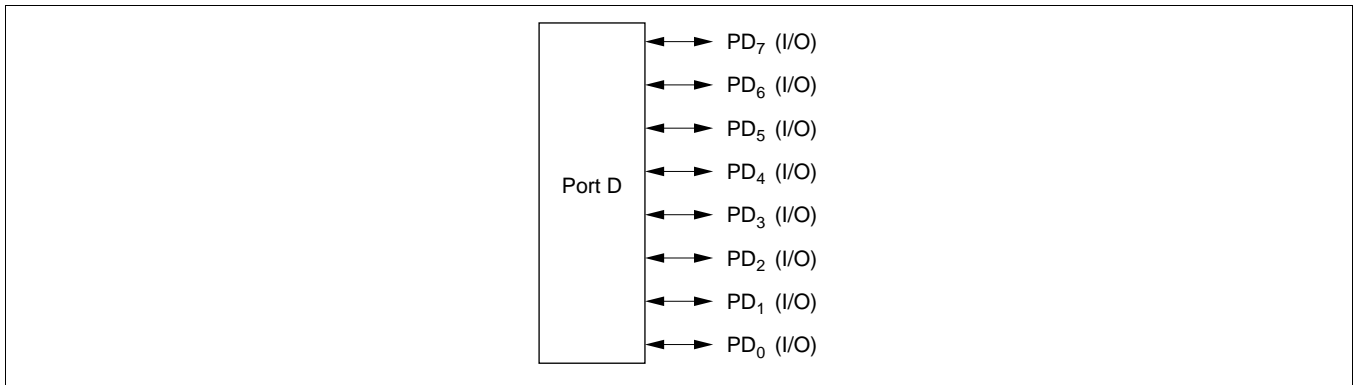 PD7 (I/O)
PD6 (I/O)
PD5 (I/O)
PD4 (I/O)
Port D
PD3 (I/O)
PD2 (I/O)
PD1 (I/O)
PD0 (I/O)